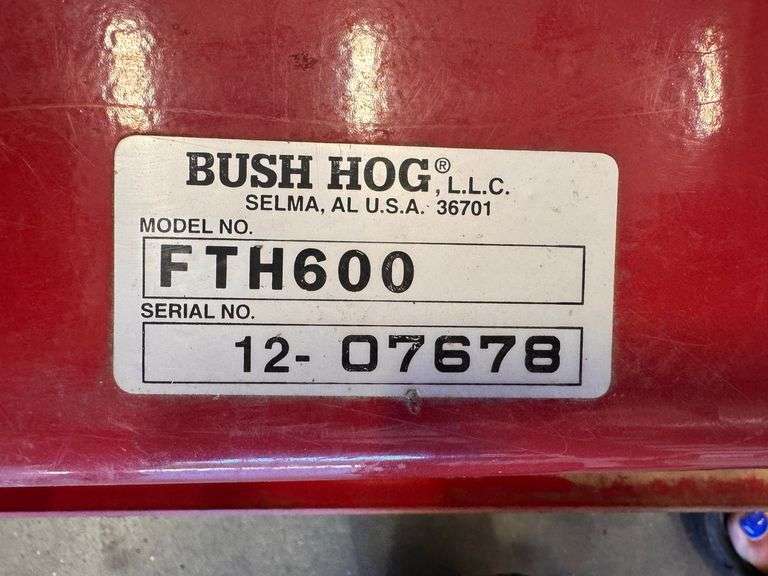 BUSH HOG®, L.L.C.
SELMA, AL U.S.A. 36701
MODEL NO.
FTH600
SERIAL NO.
12- 07678